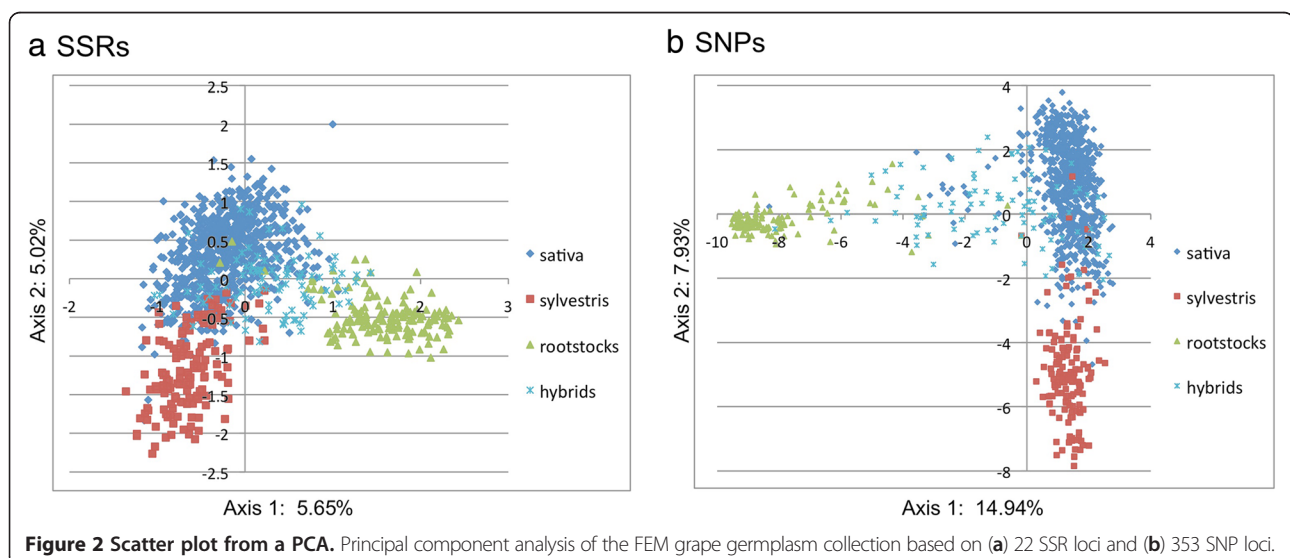 a SSRs
2.5
2
1.5
1
0.5
0
-0.5
-1
-1.5
-2
-2.5
-2
-1
0
1
2
3
Axis 2: 5.02%
Axis 1: 5.65%
sativa
sylvestris
rootstocks
hybrids
b SNPs
4
2
0
-2
-4
-6
-8
-10
-8
-6
-4
-2
0
2
4
Axis 2: 7.93%
Axis 1: 14.94%
sativa
sylvestris
rootstocks
hybrids
Figure 2 Scatter plot from a PCA. Principal component analysis of the FEM grape germplasm collection based on (a) 22 SSR loci and (b) 353 SNP loci.